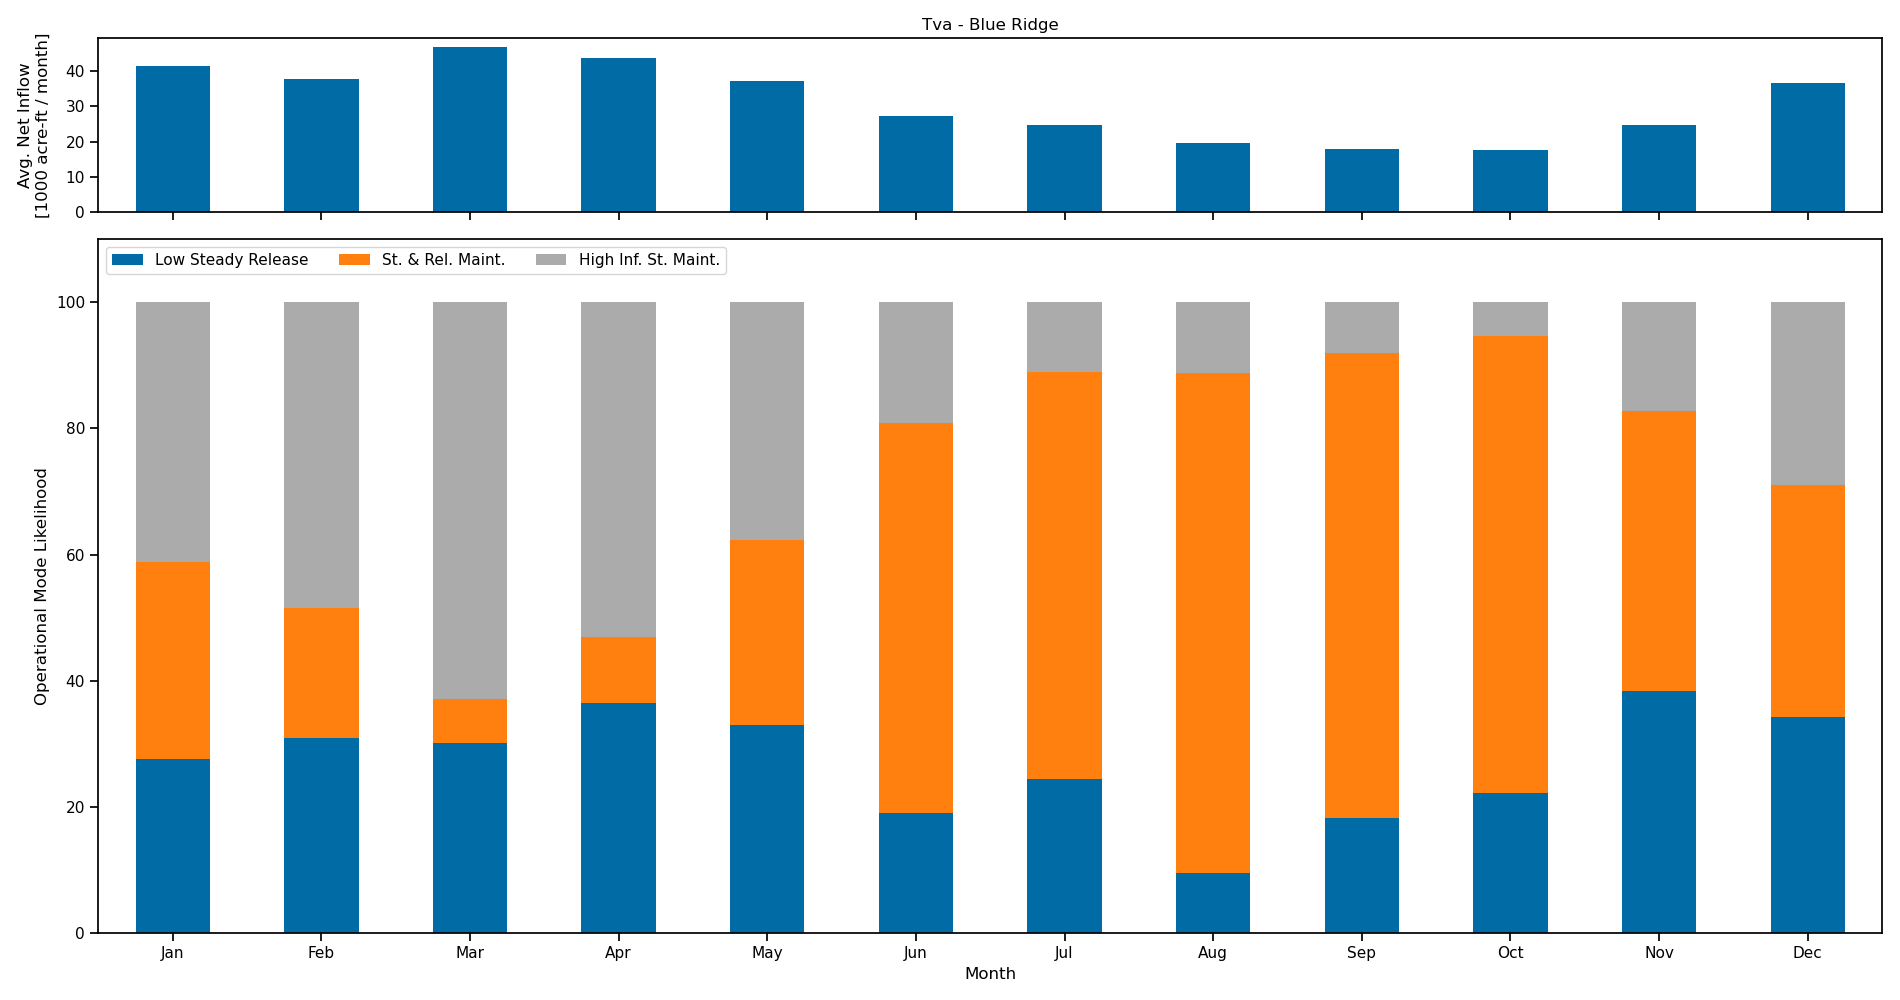 Tva - Blue Ridge
Avg. Net Inflow
[1000 acre-ft / month]
40
30
20
10
0
Low Steady Release St. & Rel. Maint. High Inf. St. Maint.
Operational Mode Likelihood
100
80
60
40
20
0
Jan Feb Mar Apr May Jun Jul Aug Sep Oct Nov Dec
Month